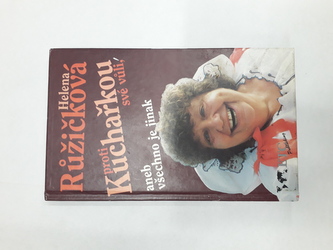 Helena
Růžičková
proti
Kuchařkou
své vůli,
aneb
všechno je jinak